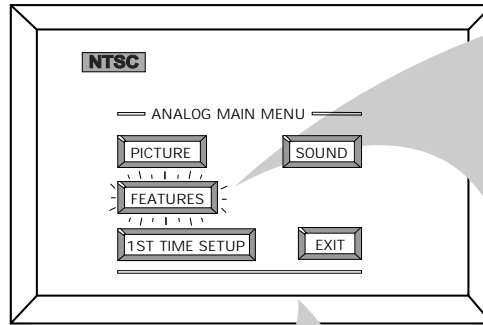 NTSC
ANALOG MAIN MENU
PICTURE SOUND
FEATURES
1ST TIME SETUP EXIT